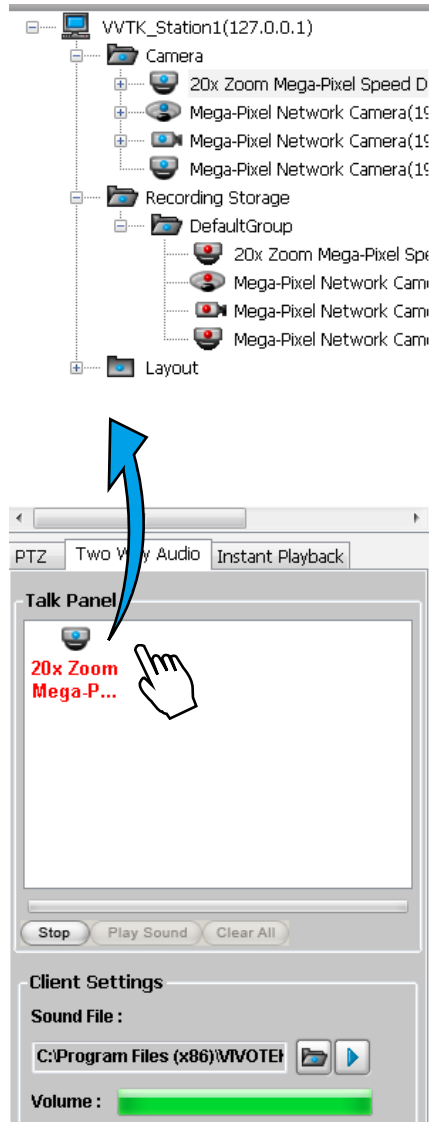 VVTK_Station1(127.0.0.1)
Camera
20x Zoom Mega-Pixel Speed D
Mega-Pixel Network Camera(19
Mega-Pixel Network Camera(19
Mega-Pixel Network Camera(19
Recording Storage
DefaultGroup
20x Zoom Mega-Pixel Spe
Mega-Pixel Network Cam
Mega-Pixel Network Cam
Mega-Pixel Network Cam
Layout
PTZ Two Way Audio Instant Playback
Talk Panel
20x Zoom
Mega-P...
Stop Play Sound Clear All
Client Settings
Sound File :
C:\Program Files (x86)\VIVOTEK
Volume :